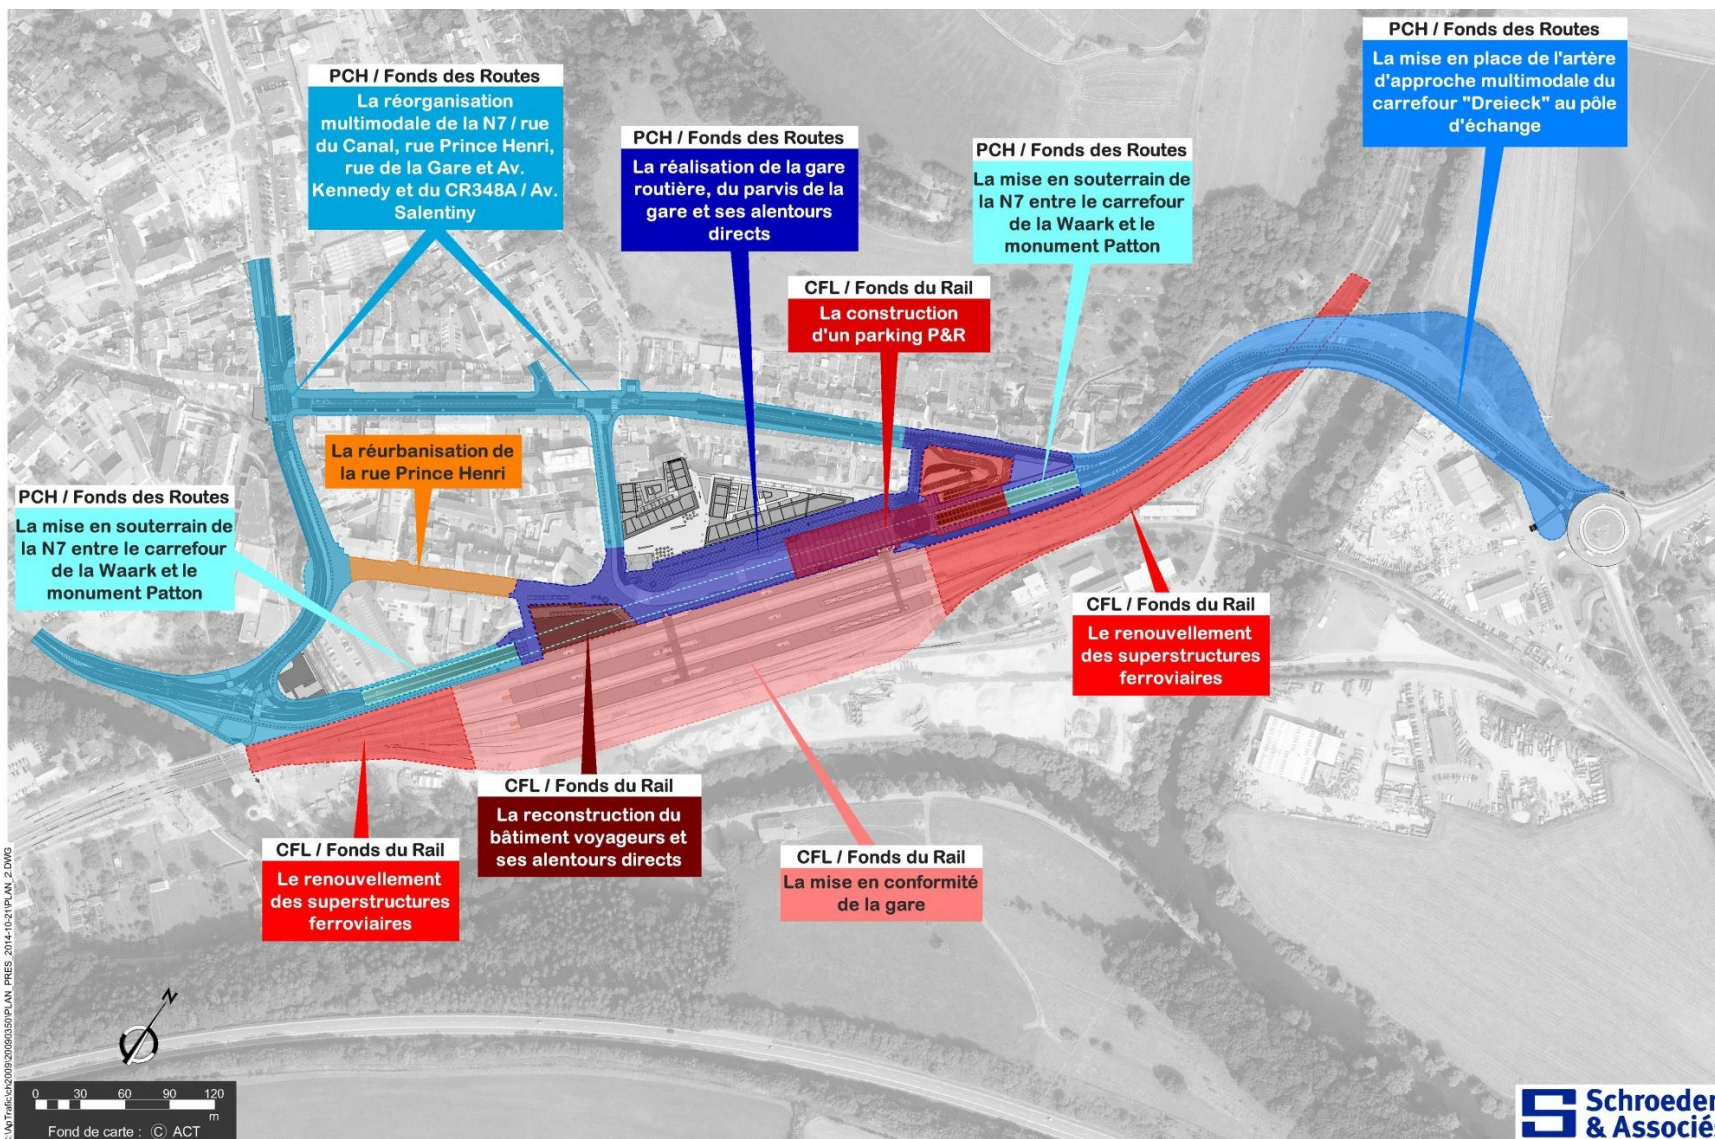 PCH / Fonds des Routes
La mise en place de l'artère
d'approche multimodale du
carrefour "Dreieck" au pôle
d'échange
PCH / Fonds des Routes
La réorganisation
multimodale de la N7 / rue
du Canal, rue Prince Henri,
rue de la Gare et Av.
Kennedy et du CR348A / Av.
Salentiny
PCH / Fonds des Routes
La réalisation de la gare
routière, du parvis de la
gare et ses alentours
directs
PCH / Fonds des Routes
La mise en souterrain de
la N7 entre le carrefour
de la Waark et le
monument Patton
CFL / Fonds du Rail
La construction
d'un parking P&R
La réurbanisation de
la rue Prince Henri
PCH / Fonds des Routes
La mise en souterrain de
la N7 entre le carrefour
de la Waark et le
monument Patton
CFL / Fonds du Rail
Le renouvellement
des superstructures
ferroviaires
CFL / Fonds du Rail
La reconstruction du
bâtiment voyageurs et
ses alentours directs
CFL / Fonds du Rail
Le renouvellement
des superstructures
ferroviaires
CFL / Fonds du Rail
La mise en conformité
de la gare
N
0 30 60 90 120
m
Fond de carte : © ACT
Schroeder
& Associés